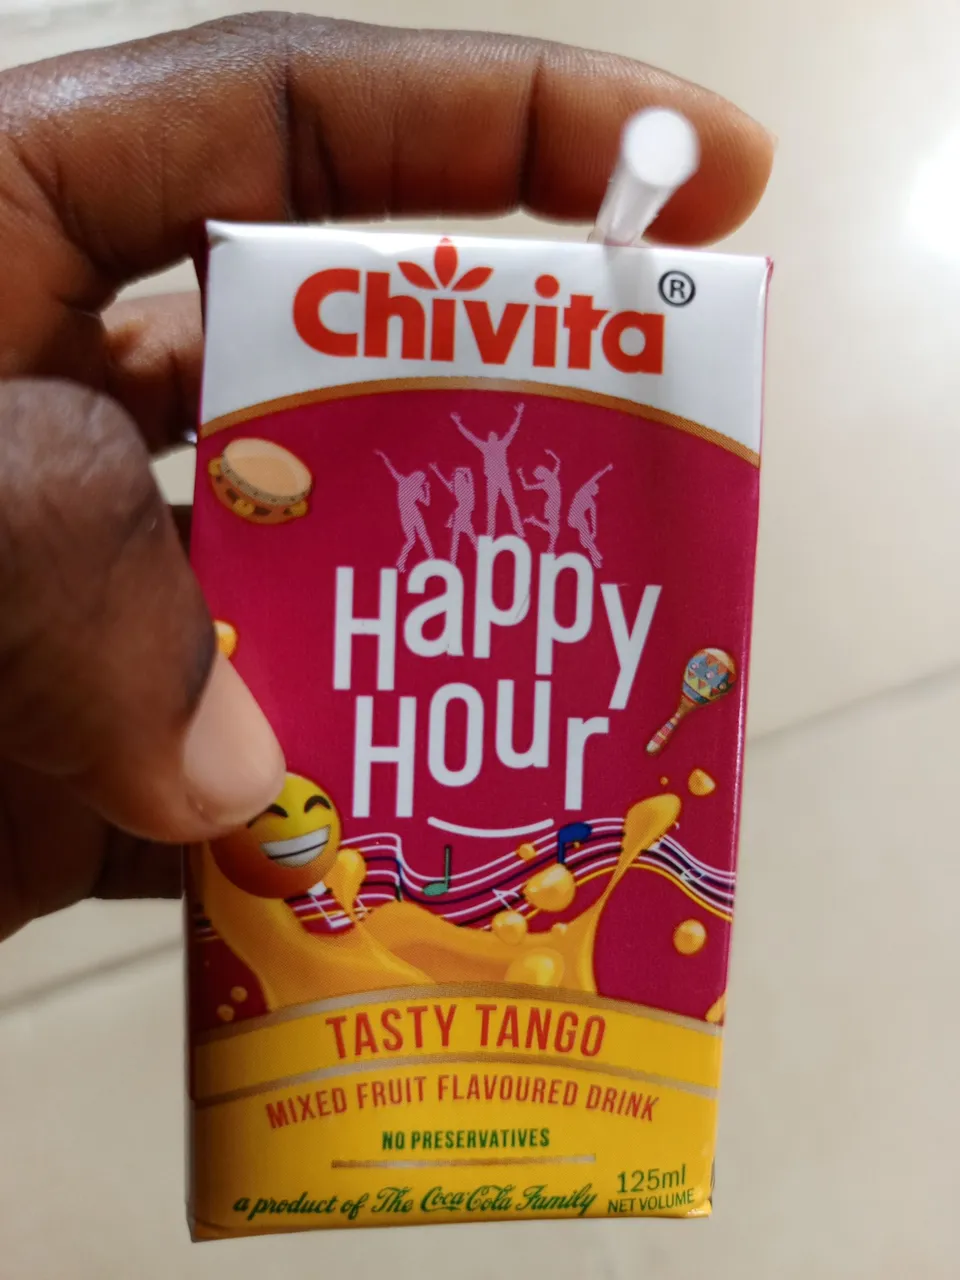 Chivita®
Happy
Hour
TASTY TANGO
MIXED FRUIT FLAVOURED DRINK
NO PRESERVATIVES
a product of The Coca-Cola Family
125ml
NET VOLUME